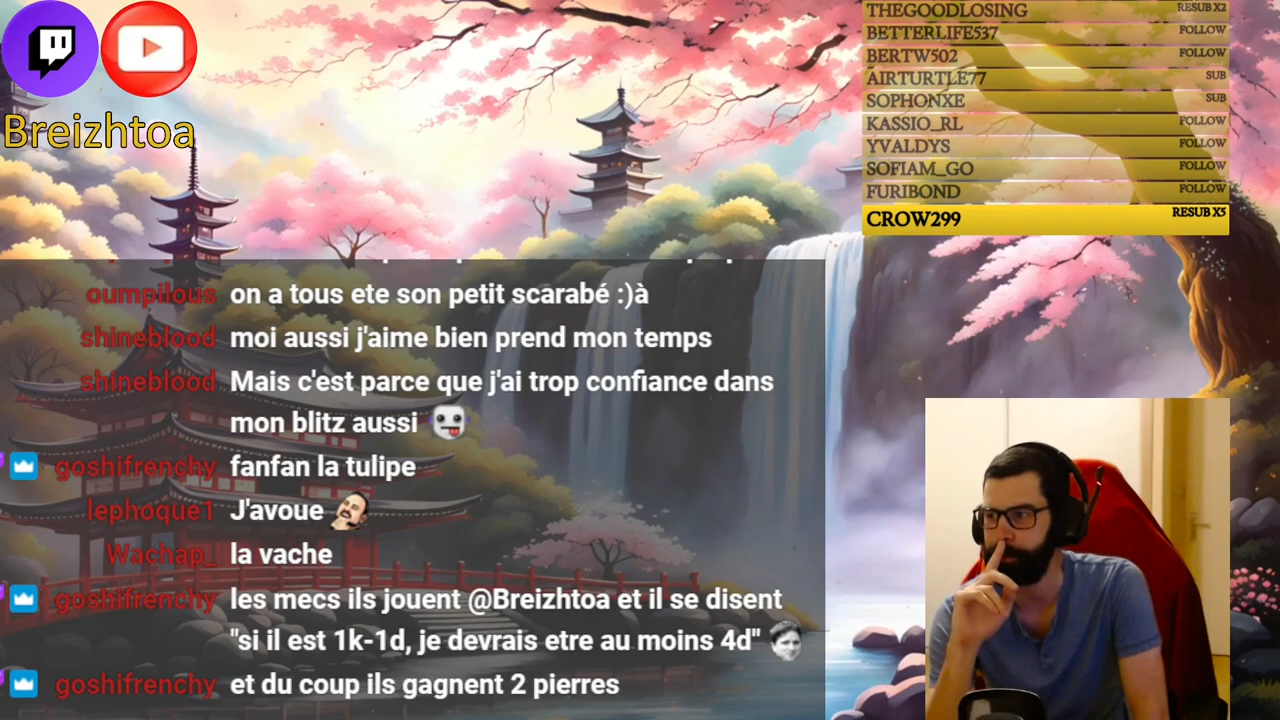 Breizhtoa
THEGOODLOSING RESUB X2
BETTERLIFE537 FOLLOW
BERTW502 FOLLOW
AIRTURTLE77 SUB
SOPHONXE SUB
KASSIO_RL FOLLOW
YVALDYS FOLLOW
SOFIAM_GO FOLLOW
FURIBOND FOLLOW
CROW299 RESUB X5
oumpilous on a tous ete son petit scarabé :)à
shineblood moi aussi j'aime bien prend mon temps
shineblood Mais c'est parce que j'ai trop confiance dans
mon blitz aussi
goshifrenchy fanfan la tulipe
lephoque1 J'avoue
Wachap_ la vache
goshifrenchy les mecs ils jouent @Breizhtoa et il se disent
"si il est 1k-1d, je devrais etre au moins 4d"
goshifrenchy et du coup ils gagnent 2 pierres